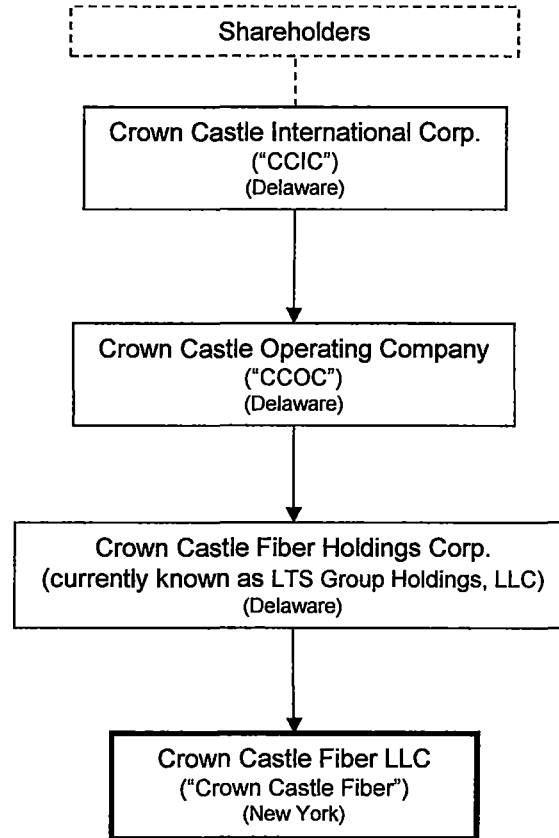 Shareholders
Crown Castle International Corp.
(“CCIC”)
(Delaware)
Crown Castle Operating Company
(“CCOC”)
(Delaware)
Crown Castle Fiber Holdings Corp.
(currently known as LTS Group Holdings, LLC)
(Delaware)
Crown Castle Fiber LLC
(“Crown Castle Fiber”)
(New York)